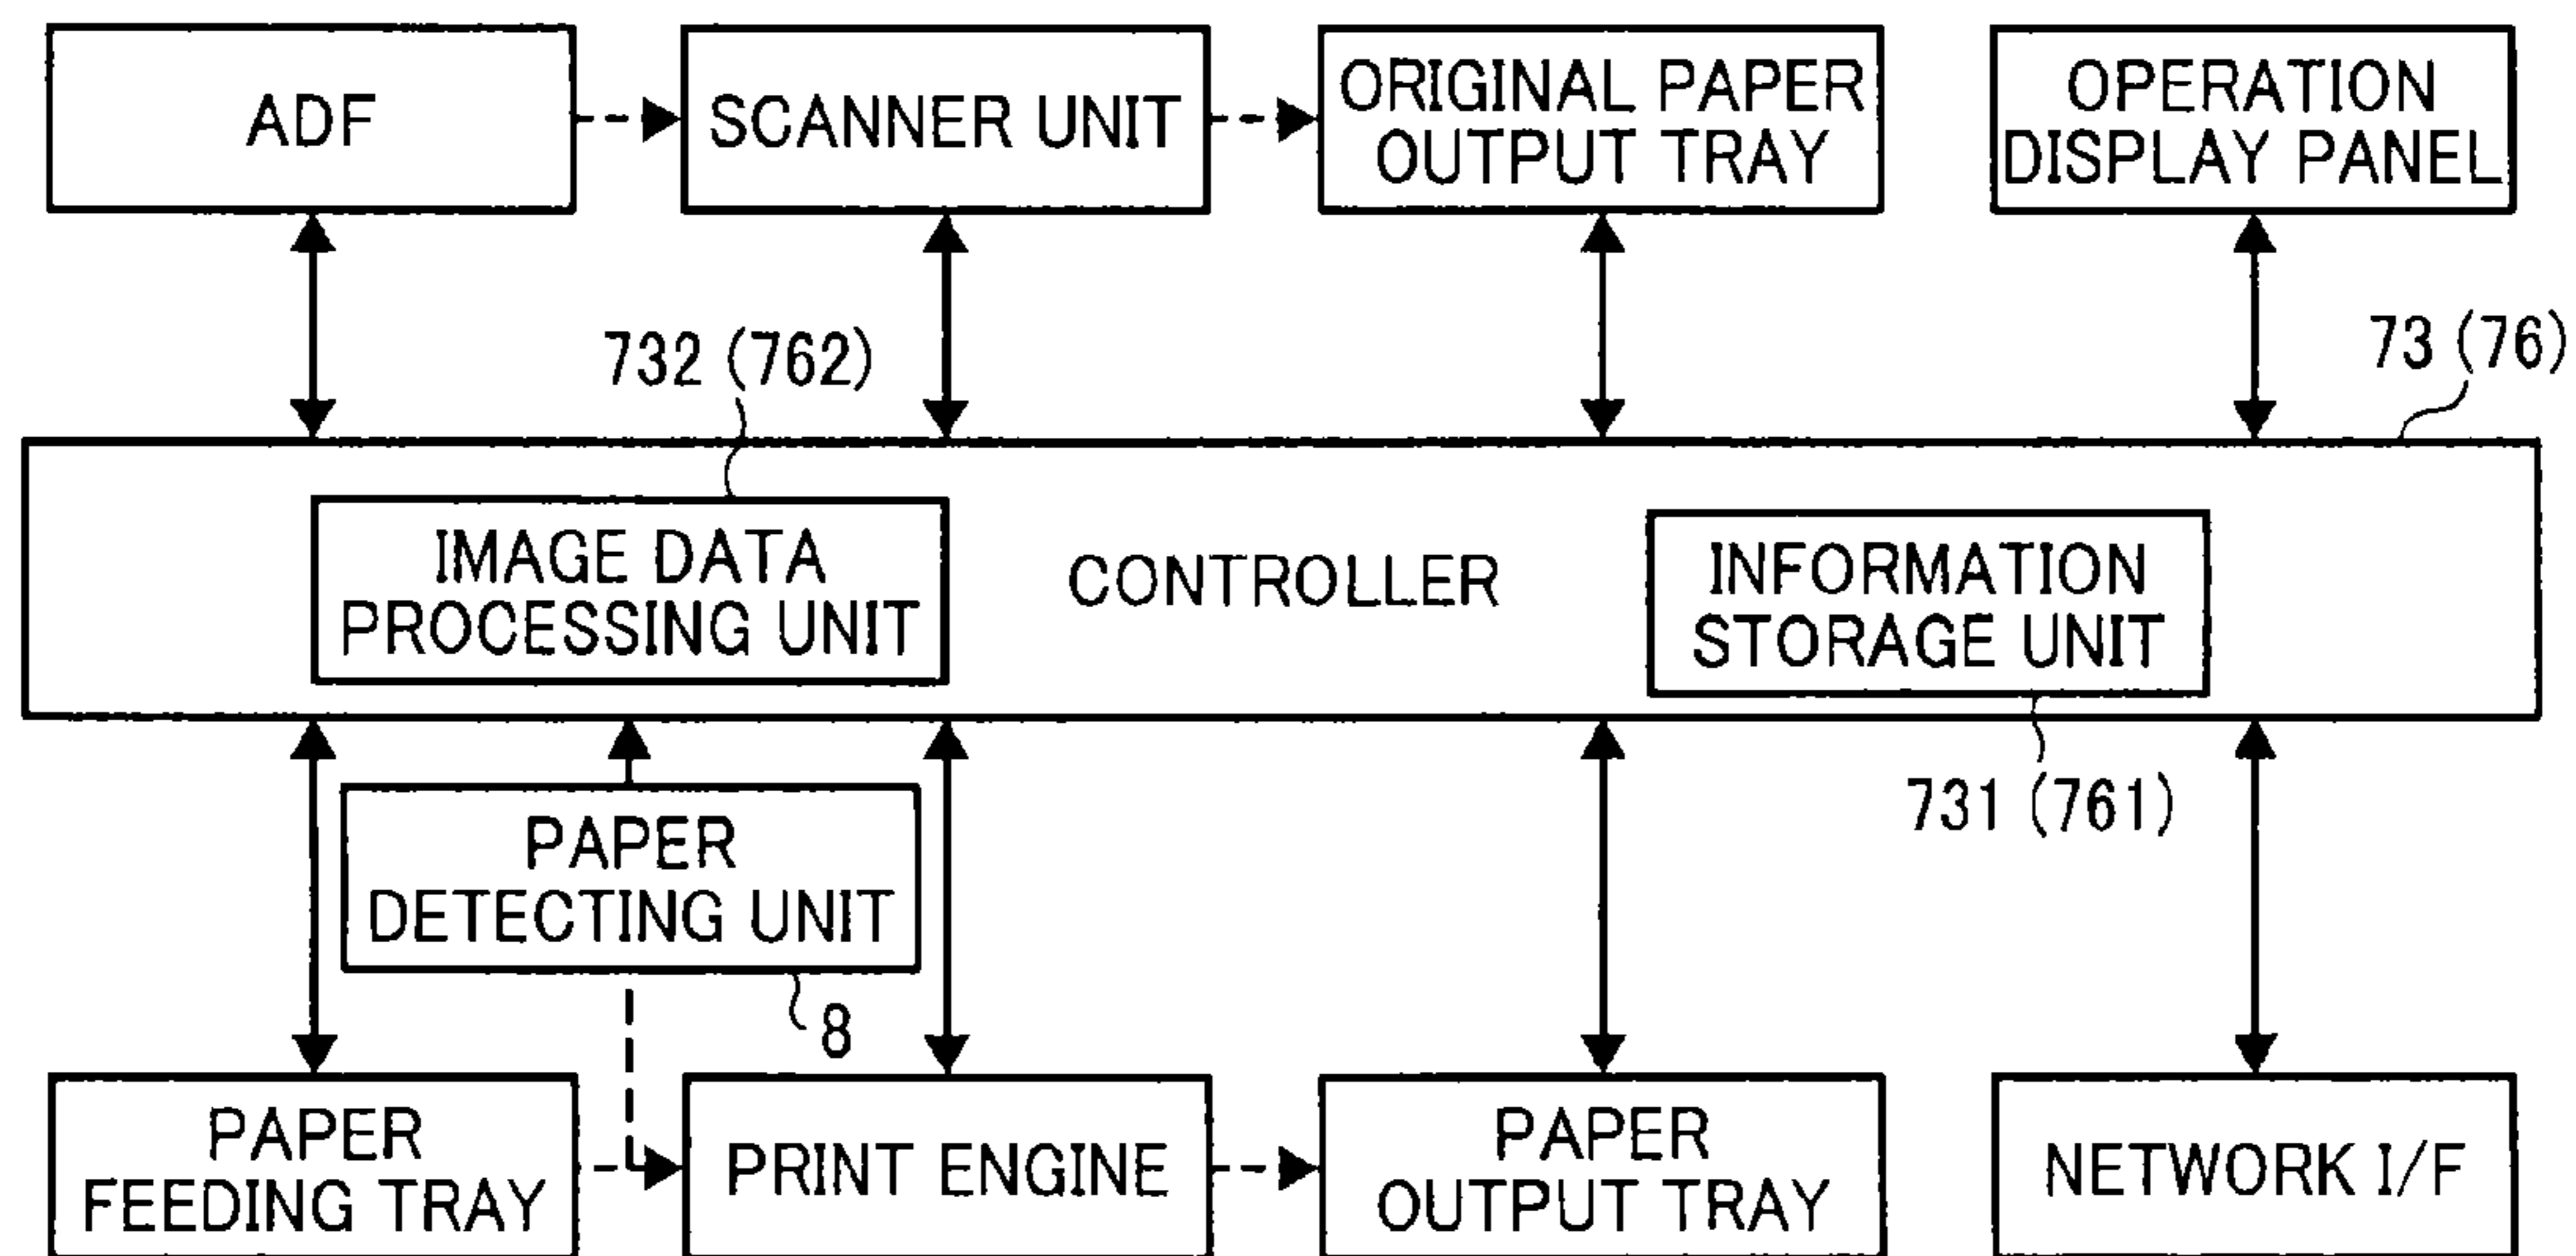 ADF
SCANNER UNIT
ORIGINAL PAPER
OUTPUT TRAY
OPERATION
DISPLAY PANEL
732 (762)
73 (76)
IMAGE DATA
PROCESSING UNIT
CONTROLLER
INFORMATION
STORAGE UNIT
731 (761)
PAPER
DETECTING UNIT
8
PAPER
FEEDING TRAY
PRINT ENGINE
PAPER
OUTPUT TRAY
NETWORK I/F